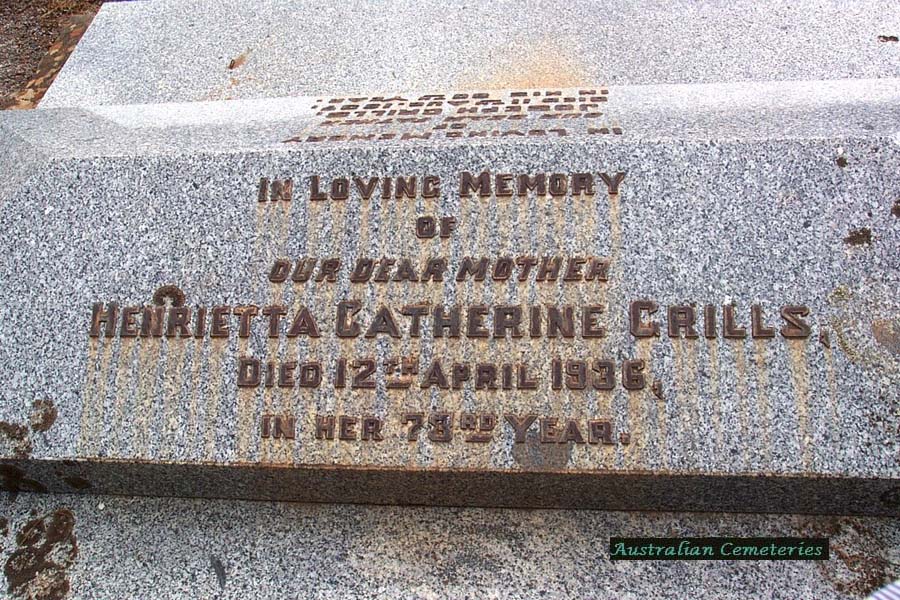 IN LOVING MEMORY
OF
OUR DEAR MOTHER
HENRIETTA CATHERINE GRILLS,
DIED 12TH APRIL 1936,
IN HER 73RD YEAR.
Australian Cemeteries